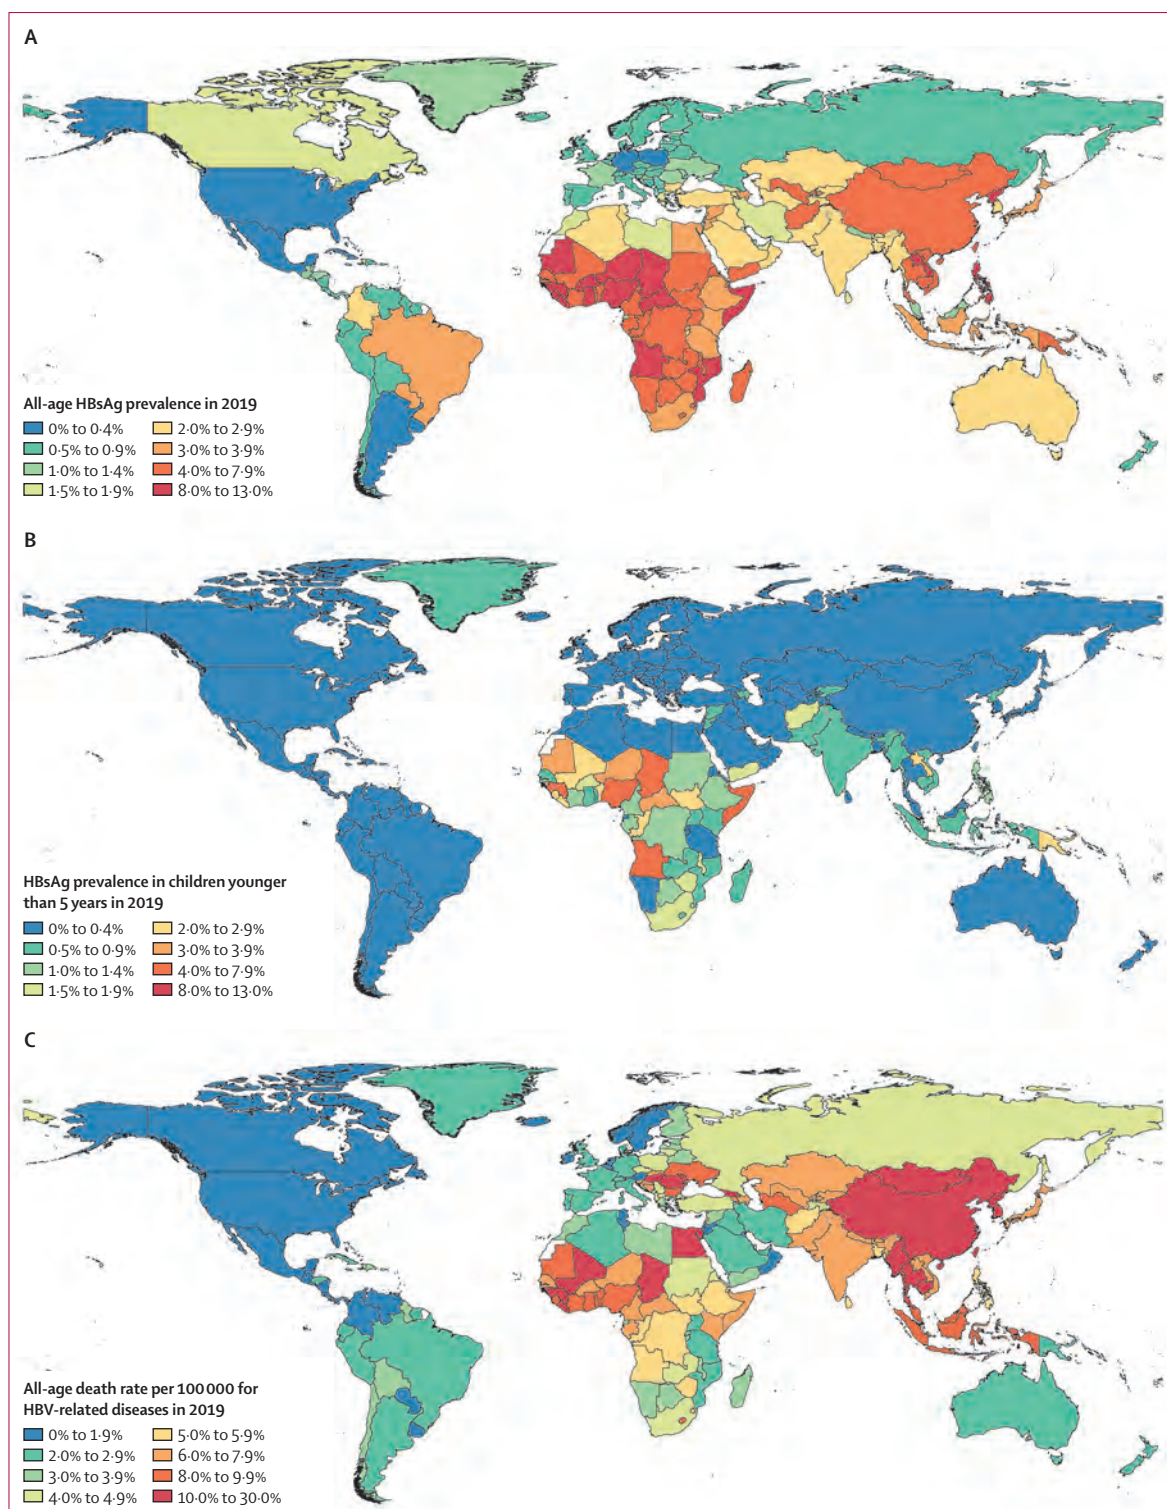 A
All-age HBsAg prevalence in 2019
0% to 0·4%
0·5% to 0·9%
1·0% to 1·4%
1·5% to 1·9%
2·0% to 2·9%
3·0% to 3·9%
4·0% to 7·9%
8·0% to 13·0%
B
HBsAg prevalence in children younger
than 5 years in 2019
0% to 0·4%
0·5% to 0·9%
1·0% to 1·4%
1·5% to 1·9%
2·0% to 2·9%
3·0% to 3·9%
4·0% to 7·9%
8·0% to 13·0%
C
All-age death rate per 100 000 for
HBV-related diseases in 2019
0% to 1·9%
2·0% to 2·9%
3·0% to 3·9%
4·0% to 4·9%
5·0% to 5·9%
6·0% to 7·9%
8·0% to 9·9%
10·0% to 30·0%